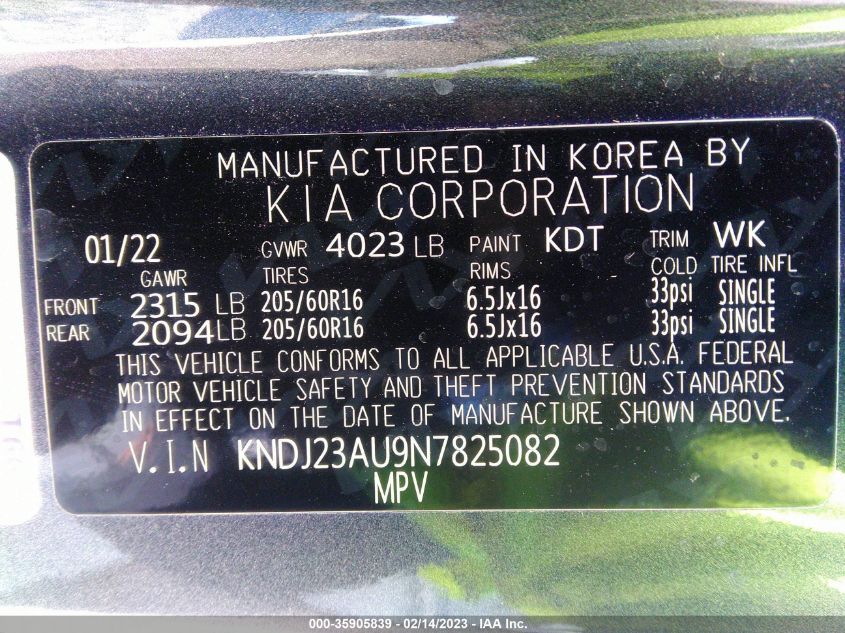 MANUFACTURED IN KOREA BY
KIA CORPORATION
01/22 GVWR 4023 LB PAINT KDT TRIM WK
GAWR TIRES RIMS COLD TIRE INFL
FRONT 2315 LB 205/60R16 6.5Jx16 33psi SINGLE
REAR 2094LB 205/60R16 6.5Jx16 33psi SINGLE
THIS VEHICLE CONFORMS TO ALL APPLICABLE U.S.A. FEDERAL
MOTOR VEHICLE SAFETY AND THEFT PREVENTION STANDARDS
IN EFFECT ON THE DATE OF MANUFACTURE SHOWN ABOVE.
V.I.N KNDJ23AU9N7825082
MPV
000-35905839 - 02/14/2023 - IAA Inc.